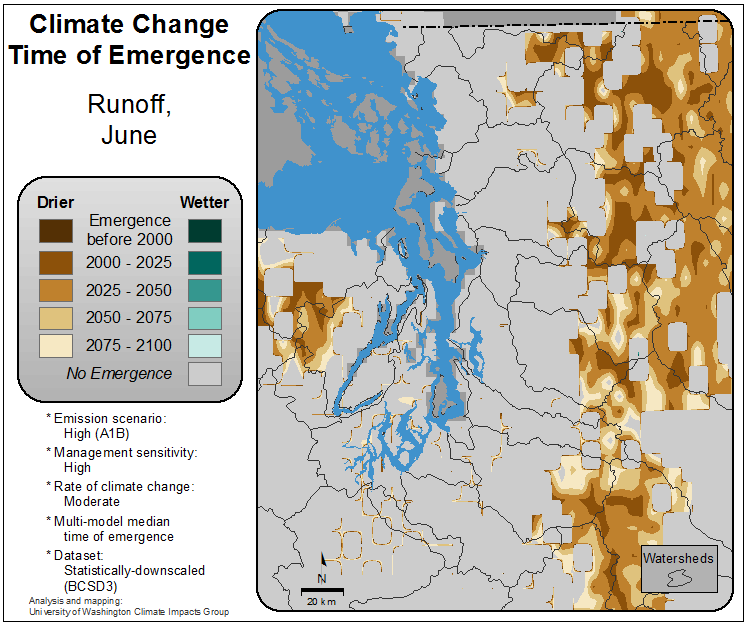 Climate Change
Time of Emergence
Runoff,
June
Drier
Wetter
Emergence
before 2000
2000 - 2025
2025 - 2050
2050 - 2075
2075 - 2100
No Emergence
* Emission scenario:
High (A1B)
* Management sensitivity:
High
* Rate of climate change:
Moderate
* Multi-model median
time of emergence
* Dataset:
Statistically-downscaled
(BCSD3)
Analysis and mapping:
University of Washington Climate Impacts Group
N
20 km
Watersheds